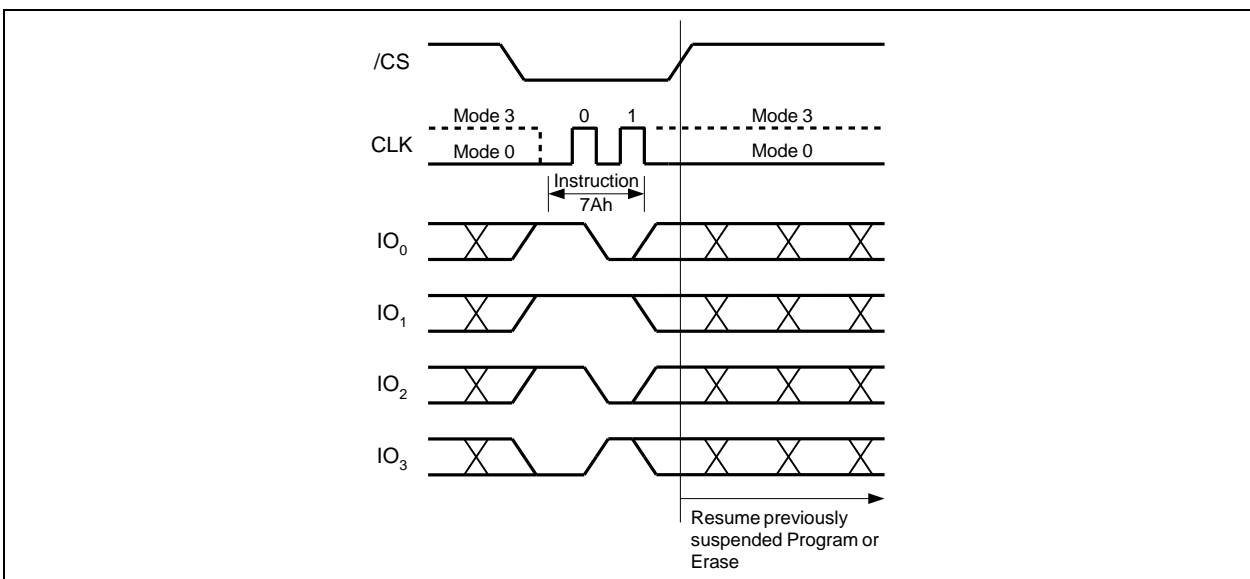 /CS
Mode 3 0 1 Mode 3
CLK
Mode 0 Mode 0
Instruction
7Ah
IO0
IO1
IO2
IO3
Resume previously
suspended Program or
Erase